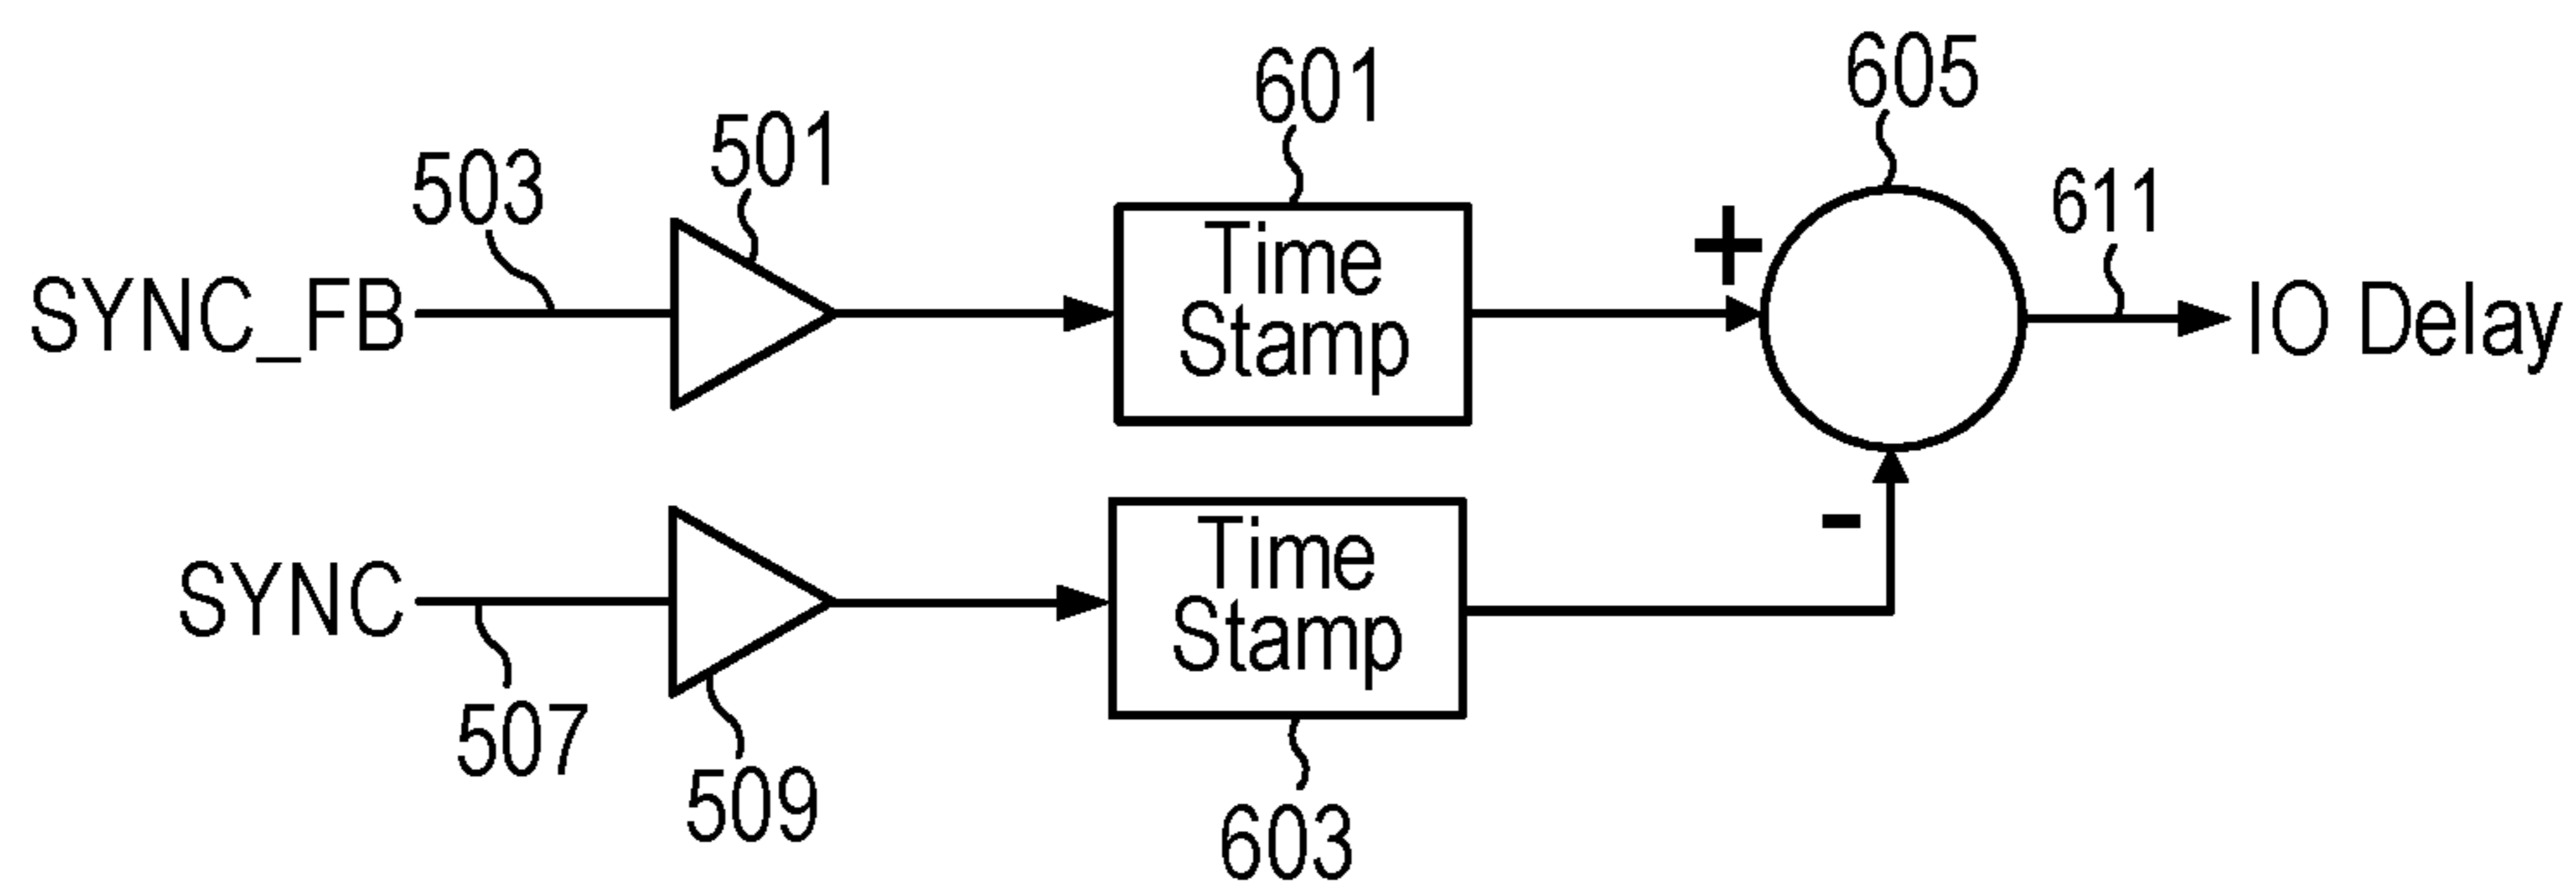 601
605
501
503
611
Time
Stamp
+
SYNC_FB
IO Delay
Time
Stamp
-
SYNC
507
509
603